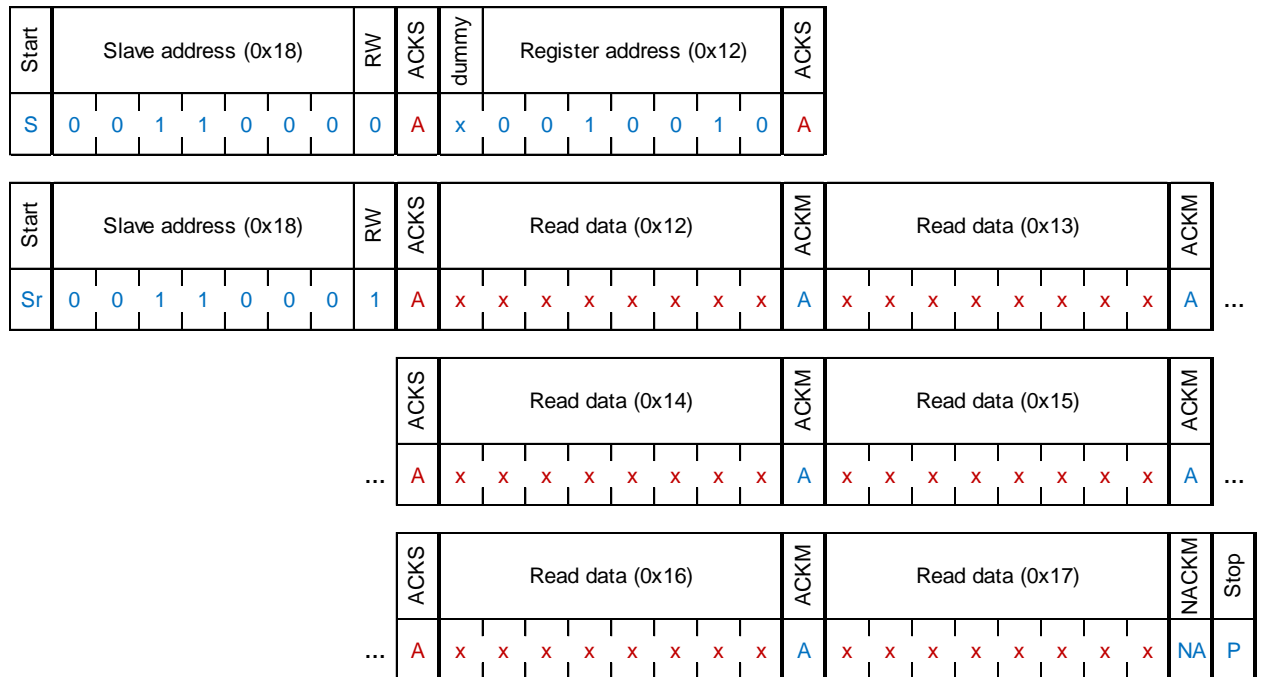 Start Slave address (0x18) RW ACKS dummy Register address (0x12) ACKS
S 0 0 1 1 0 0 0 0 A x 0 0 1 0 0 1 0 A
Start Slave address (0x18) RW ACKS Read data (0x12) ACKM Read data (0x13) ACKM
Sr 0 0 1 1 0 0 0 1 A x x x x x x x x A x x x x x x x x A ...
ACKS Read data (0x14) ACKM Read data (0x15) ACKM
... A x x x x x x x x A x x x x x x x x A ...
ACKS Read data (0x16) ACKM Read data (0x17) NACKM Stop
... A x x x x x x x x A x x x x x x x x NA P